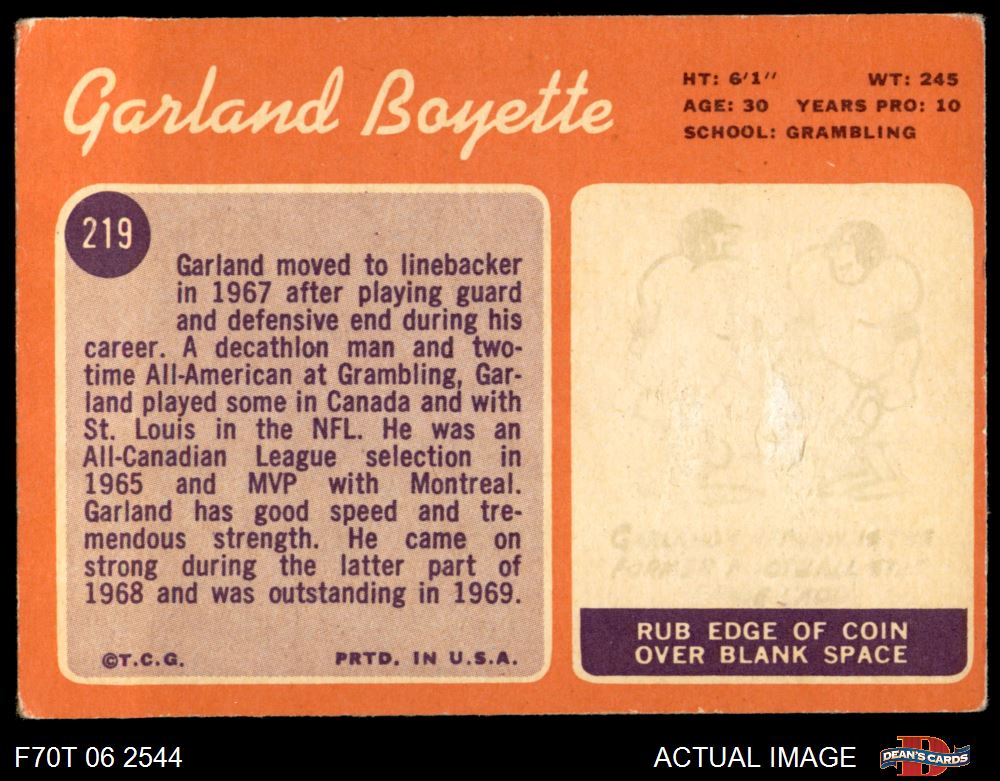 Garland Boyette
HT: 6'1" WT: 245
AGE: 30 YEARS PRO: 10
SCHOOL: GRAMBLING
219
Garland moved to linebacker
in 1967 after playing guard
and defensive end during his
career. A decathlon man and two-
time All-American at Grambling, Gar-
land played some in Canada and with
St. Louis in the NFL. He was an
All-Canadian League selection in
1965 and MVP with Montreal.
Garland has good speed and tre-
mendous strength. He came on
strong during the latter part of
1968 and was outstanding in 1969.
©T.C.G. PRTD. IN U.S.A.
RUB EDGE OF COIN
OVER BLANK SPACE
F70T 06 2544
ACTUAL IMAGE
DEAN'S CARDS